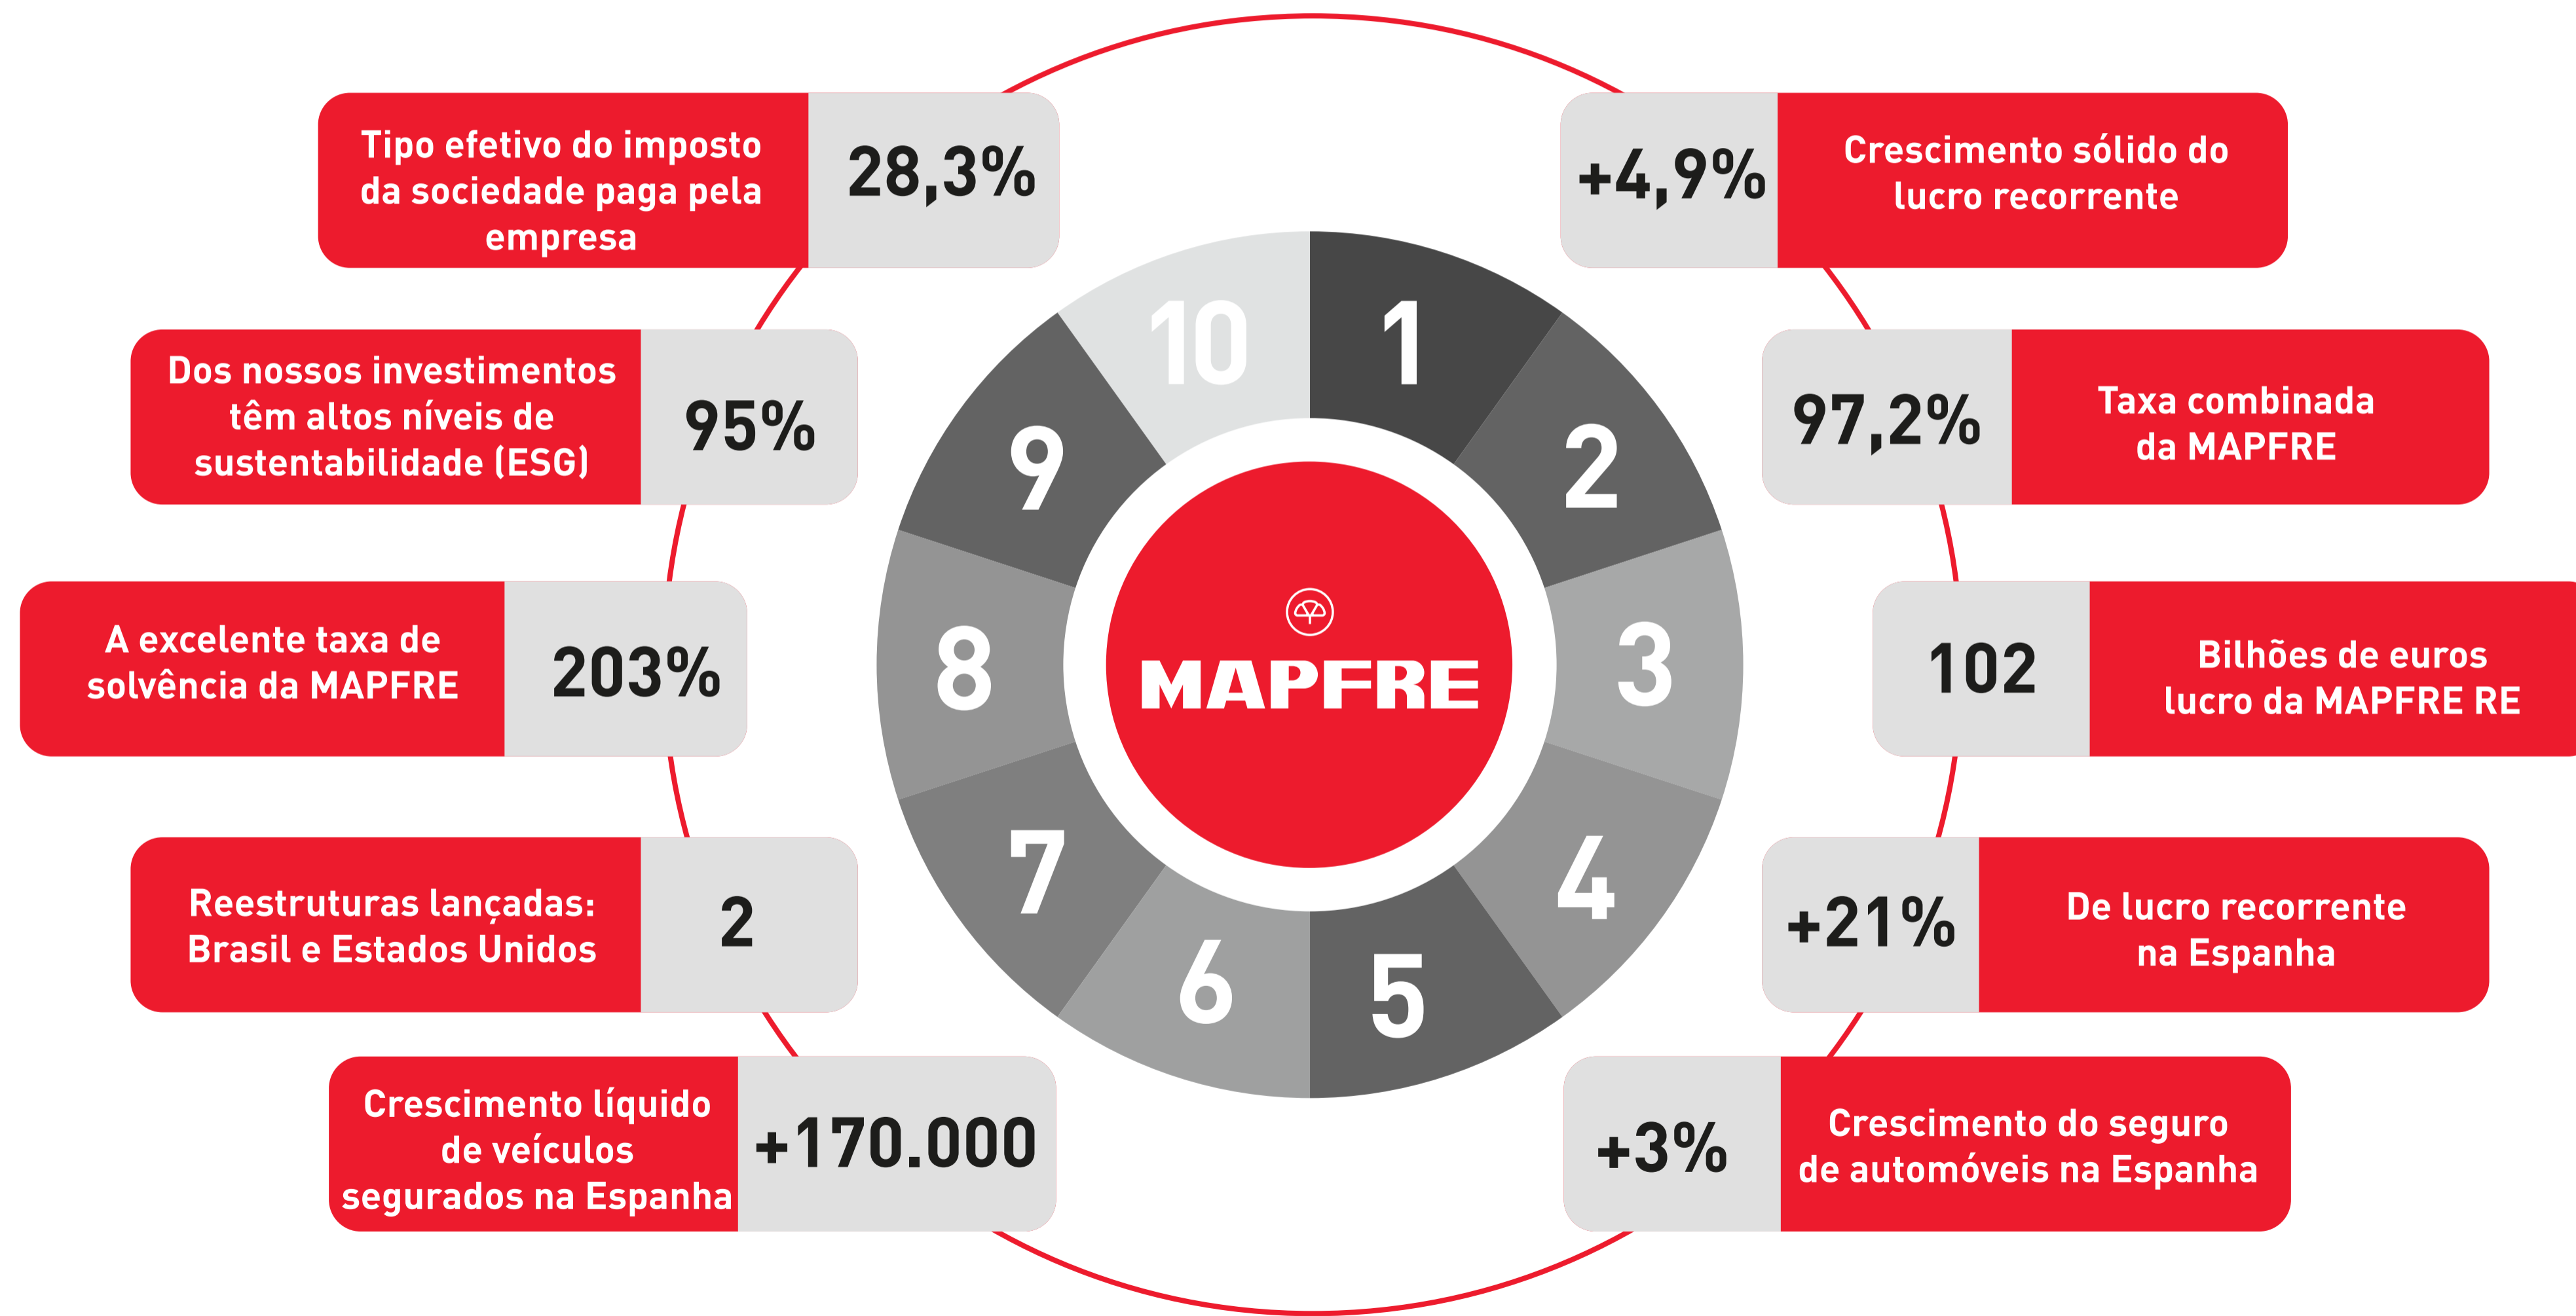 Tipo efetivo do imposto
da sociedade paga pela
empresa
28,3%
+4,9%
Crescimento sólido do
lucro recorrente
Dos nossos investimentos
têm altos níveis de
sustentabilidade (ESG)
95%
97,2%
Taxa combinada
da MAPFRE
A excelente taxa de
solvência da MAPFRE
203%
102
Bilhões de euros
lucro da MAPFRE RE
Reestruturas lançadas:
Brasil e Estados Unidos
2
+21%
De lucro recorrente
na Espanha
Crescimento líquido
de veículos
segurados na Espanha
+170.000
+3%
Crescimento do seguro
de automóveis na Espanha
1
2
3
4
5
6
7
8
9
10
MAPFRE